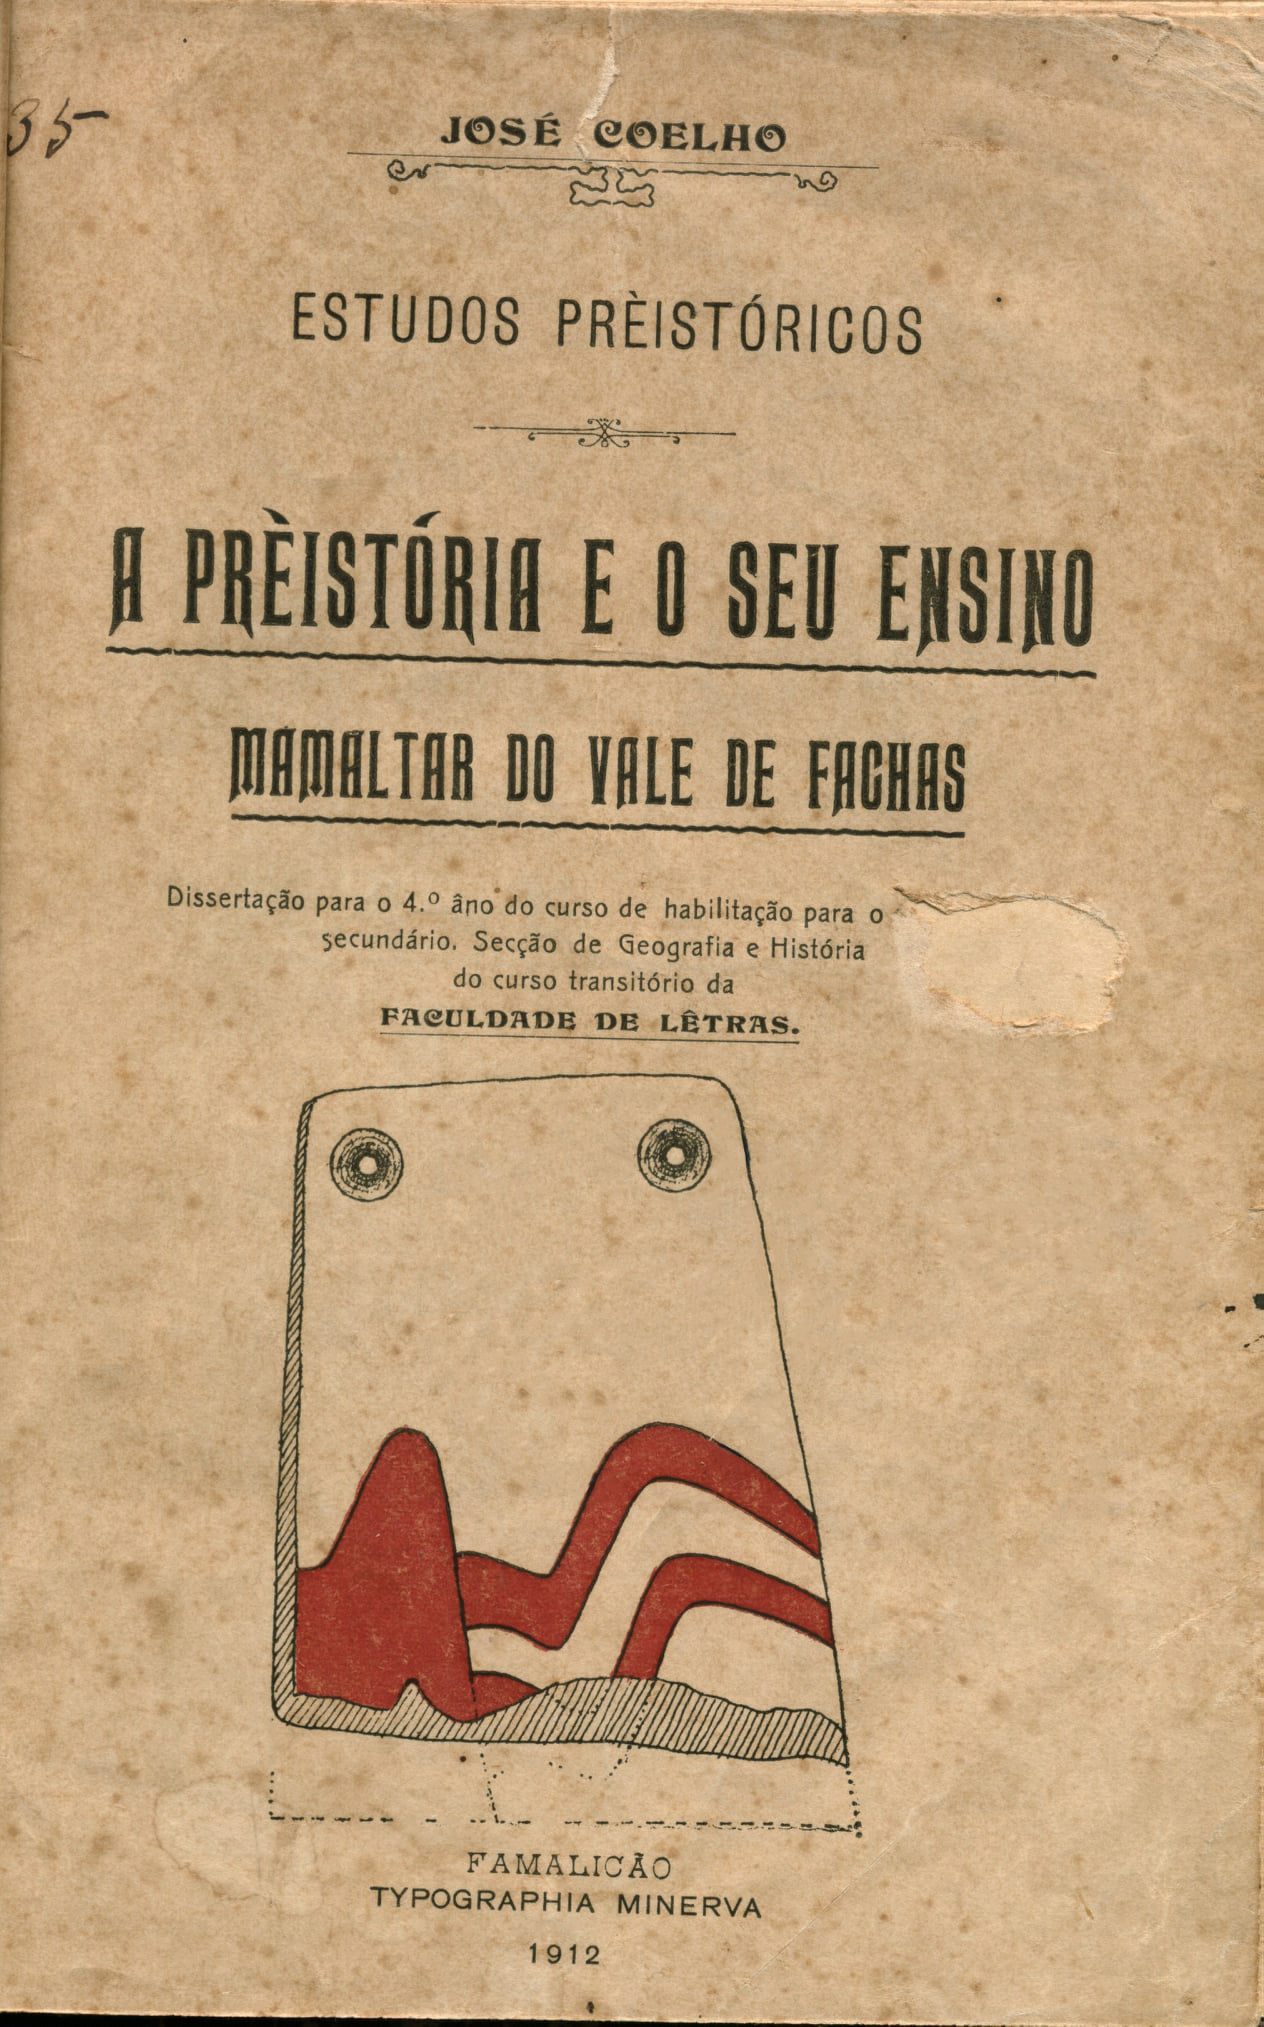 35
JOSÉ COELHO
ESTUDOS PRÈISTÓRICOS
A PRÈISTÓRIA E O SEU ENSINO
MAMALTAR DO VALE DE FACHAS
Dissertação para o 4.º âno do curso de habilitação para o
secundário. Secção de Geografia e História
do curso transitório da
FACULDADE DE LÊTRAS.
FAMALICÃO
TYPOGRAPHIA MINERVA
1912